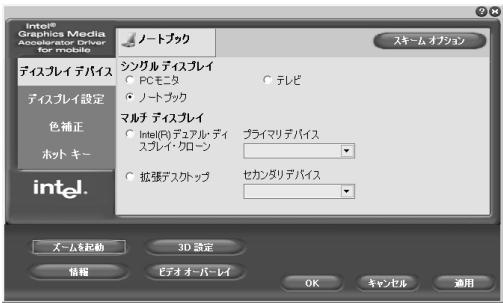 Intel®
Graphics Media
Accelerator Driver
for mobile
ノートブック
スキーム オプション
ディスプレイ デバイス
ディスプレイ設定
色補正
ホット キー
intel.
シングル ディスプレイ
PCモニタ
テレビ
ノートブック
マルチ ディスプレイ
Intel(R) デュアル・ディ
スプレイ・クローン
プライマリ デバイス
拡張デスクトップ
セカンダリ デバイス
ズームを起動
3D 設定
情報
ビデオ オーバーレイ
OK
キャンセル
適用